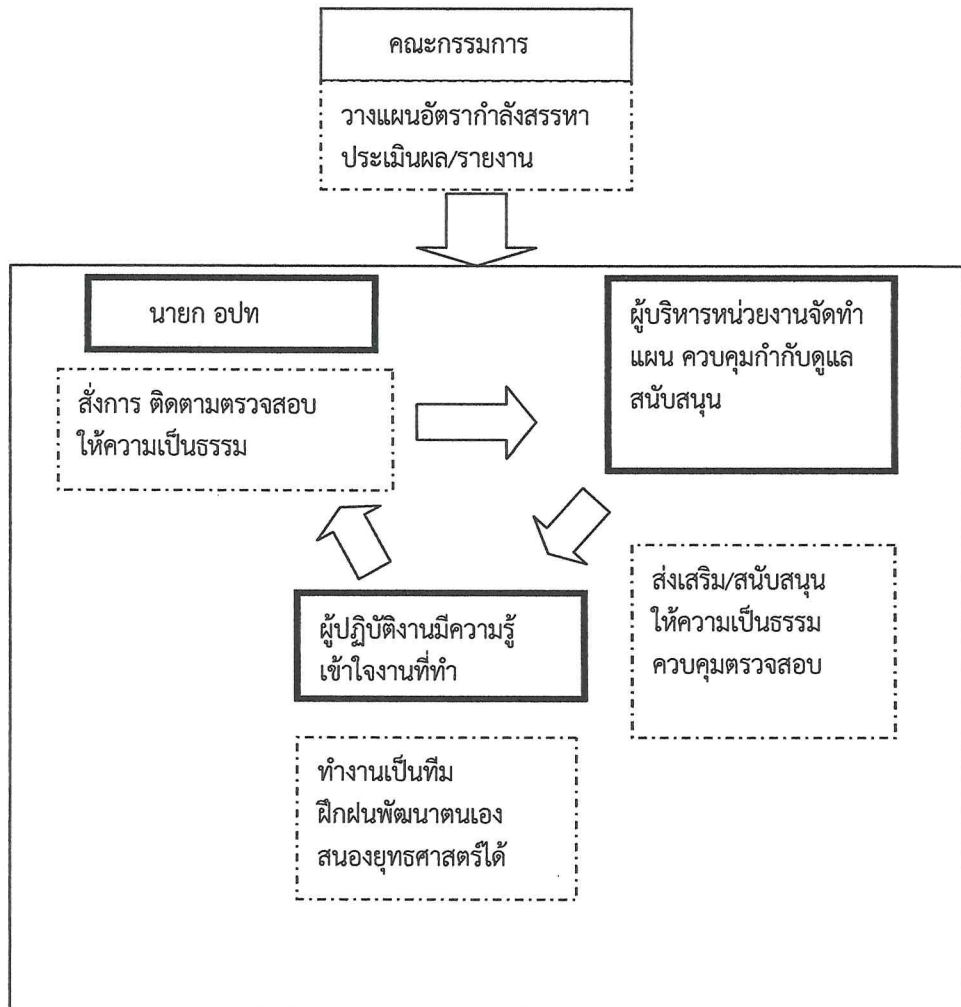 คณะกรรมการ
วางแผนอัตรากำลังสรรหา
ประเมินผล/รายงาน
นายก อปท
สั่งการ ติดตามตรวจสอบ
ให้ความเป็นธรรม
ผู้บริหารหน่วยงานจัดทำ
แผน ควบคุมกำกับดูแล
สนับสนุน
ส่งเสริม/สนับสนุน
ให้ความเป็นธรรม
ควบคุมตรวจสอบ
ผู้ปฏิบัติงานมีความรู้
เข้าใจงานที่ทำ
ทำงานเป็นทีม
ฝึกฝนพัฒนาตนเอง
สนองยุทธศาสตร์ได้